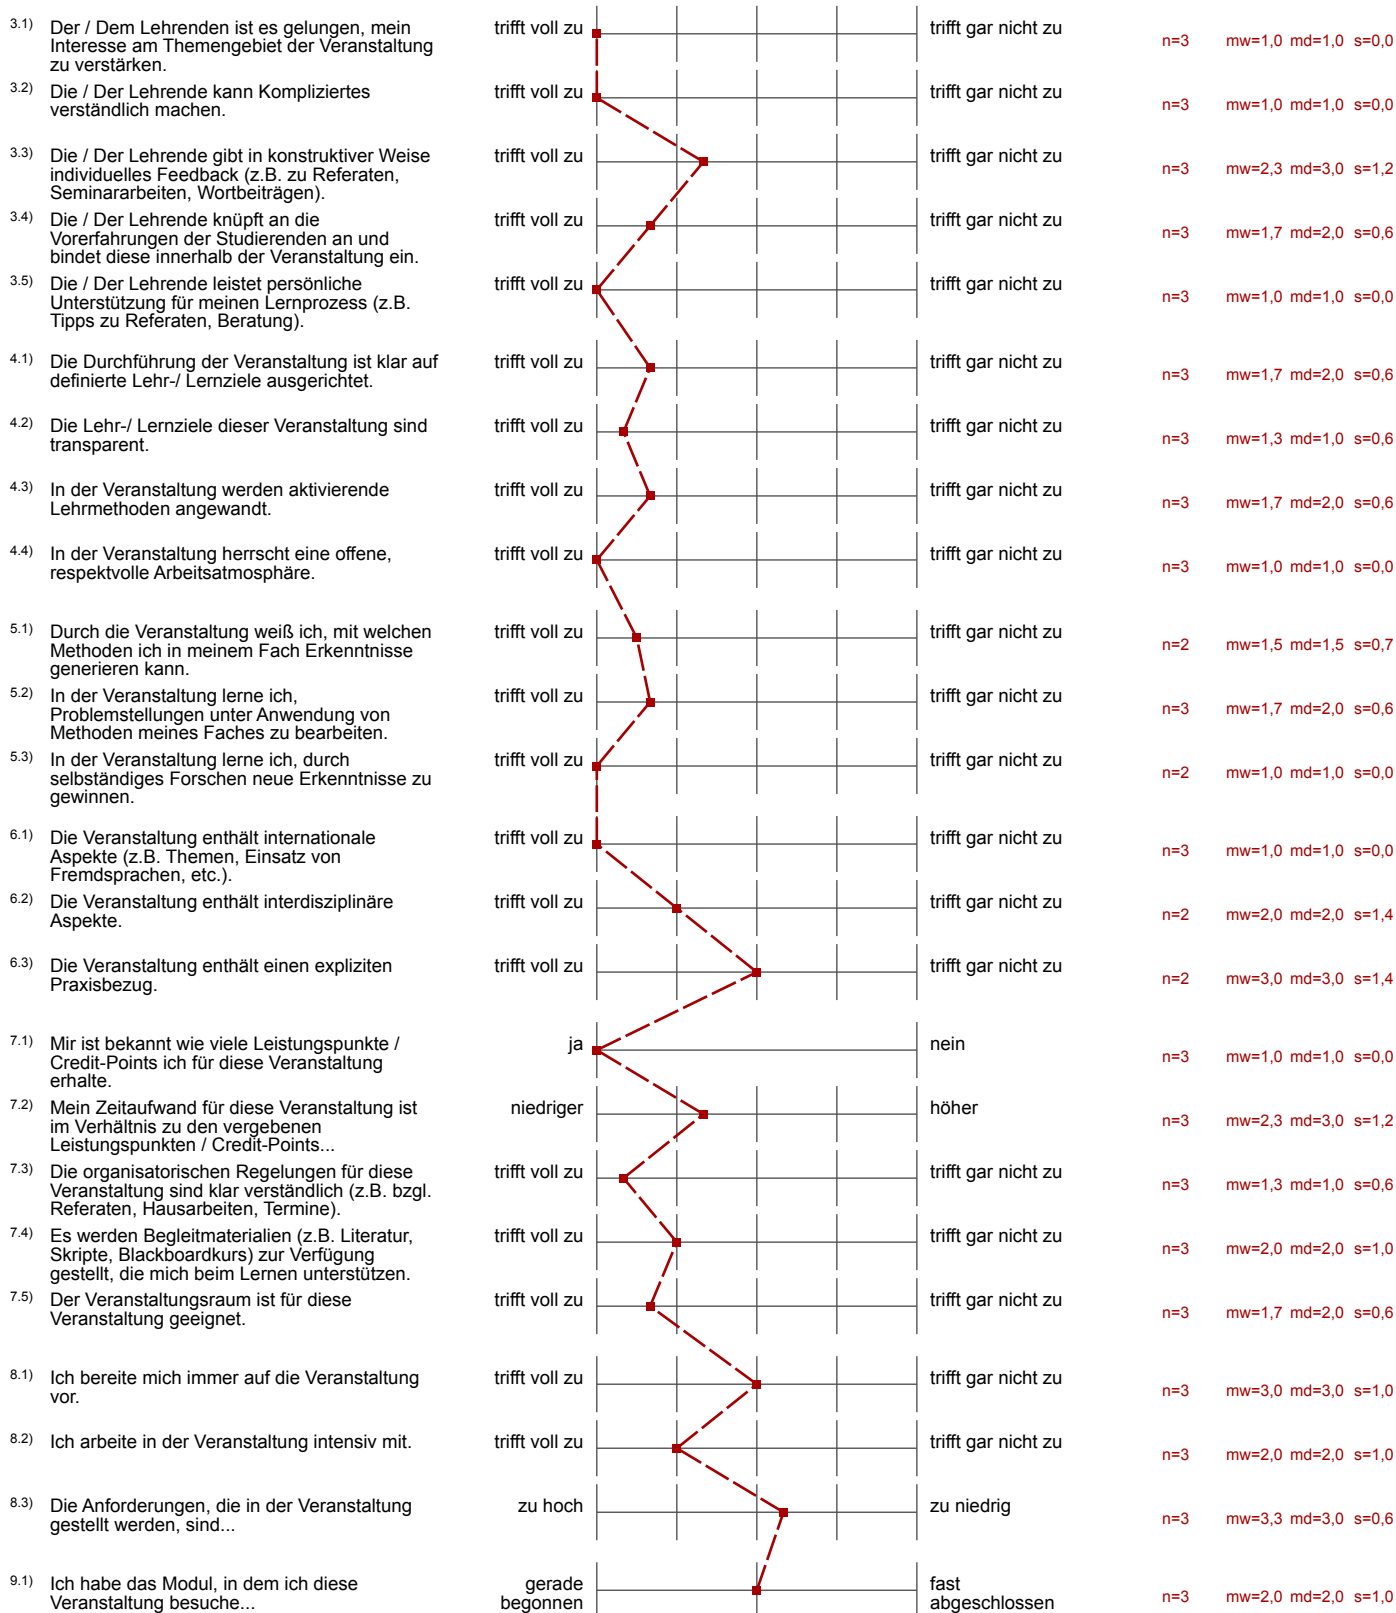 3.1) Der / Dem Lehrenden ist es gelungen, mein trifft voll zu trifft gar nicht zu
Interesse am Themengebiet der Veranstaltung n=3 mw=1,0 md=1,0 s=0,0
zu verstärken.
3.2) Die / Der Lehrende kann Kompliziertes trifft voll zu trifft gar nicht zu
verständlich machen. n=3 mw=1,0 md=1,0 s=0,0
3.3) Die / Der Lehrende gibt in konstruktiver Weise trifft voll zu trifft gar nicht zu
individuelles Feedback (z.B. zu Referaten, n=3 mw=2,3 md=3,0 s=1,2
Seminararbeiten, Wortbeiträgen).
3.4) Die / Der Lehrende knüpft an die trifft voll zu trifft gar nicht zu
Vorerfahrungen der Studierenden an und n=3 mw=1,7 md=2,0 s=0,6
bindet diese innerhalb der Veranstaltung ein.
3.5) Die / Der Lehrende leistet persönliche trifft voll zu trifft gar nicht zu
Unterstützung für meinen Lernprozess (z.B. n=3 mw=1,0 md=1,0 s=0,0
Tipps zu Referaten, Beratung).
4.1) Die Durchführung der Veranstaltung ist klar auf trifft voll zu trifft gar nicht zu
definierte Lehr-/ Lernziele ausgerichtet. n=3 mw=1,7 md=2,0 s=0,6
4.2) Die Lehr-/ Lernziele dieser Veranstaltung sind trifft voll zu trifft gar nicht zu
transparent. n=3 mw=1,3 md=1,0 s=0,6
4.3) In der Veranstaltung werden aktivierende trifft voll zu trifft gar nicht zu
Lehrmethoden angewandt. n=3 mw=1,7 md=2,0 s=0,6
4.4) In der Veranstaltung herrscht eine offene, trifft voll zu trifft gar nicht zu
respektvolle Arbeitsatmosphäre. n=3 mw=1,0 md=1,0 s=0,0
5.1) Durch die Veranstaltung weiß ich, mit welchen trifft voll zu trifft gar nicht zu
Methoden ich in meinem Fach Erkenntnisse n=2 mw=1,5 md=1,5 s=0,7
generieren kann.
5.2) In der Veranstaltung lerne ich, trifft voll zu trifft gar nicht zu
Problemstellungen unter Anwendung von n=3 mw=1,7 md=2,0 s=0,6
Methoden meines Faches zu bearbeiten.
5.3) In der Veranstaltung lerne ich, durch trifft voll zu trifft gar nicht zu
selbständiges Forschen neue Erkenntnisse zu n=2 mw=1,0 md=1,0 s=0,0
gewinnen.
6.1) Die Veranstaltung enthält internationale trifft voll zu trifft gar nicht zu
Aspekte (z.B. Themen, Einsatz von n=3 mw=1,0 md=1,0 s=0,0
Fremdsprachen, etc.).
6.2) Die Veranstaltung enthält interdisziplinäre trifft voll zu trifft gar nicht zu
Aspekte. n=2 mw=2,0 md=2,0 s=1,4
6.3) Die Veranstaltung enthält einen expliziten trifft voll zu trifft gar nicht zu
Praxisbezug. n=2 mw=3,0 md=3,0 s=1,4
7.1) Mir ist bekannt wie viele Leistungspunkte / ja nein
Credit-Points ich für diese Veranstaltung n=3 mw=1,0 md=1,0 s=0,0
erhalte.
7.2) Mein Zeitaufwand für diese Veranstaltung ist niedriger höher
im Verhältnis zu den vergebenen n=3 mw=2,3 md=3,0 s=1,2
Leistungspunkten / Credit-Points...
7.3) Die organisatorischen Regelungen für diese trifft voll zu trifft gar nicht zu
Veranstaltung sind klar verständlich (z.B. bzgl. n=3 mw=1,3 md=1,0 s=0,6
Referaten, Hausarbeiten, Termine).
7.4) Es werden Begleitmaterialien (z.B. Literatur, trifft voll zu trifft gar nicht zu
Skripte, Blackboardkurs) zur Verfügung n=3 mw=2,0 md=2,0 s=1,0
gestellt, die mich beim Lernen unterstützen.
7.5) Der Veranstaltungsraum ist für diese trifft voll zu trifft gar nicht zu
Veranstaltung geeignet. n=3 mw=1,7 md=2,0 s=0,6
8.1) Ich bereite mich immer auf die Veranstaltung trifft voll zu trifft gar nicht zu
vor. n=3 mw=3,0 md=3,0 s=1,0
8.2) Ich arbeite in der Veranstaltung intensiv mit. trifft voll zu trifft gar nicht zu
n=3 mw=2,0 md=2,0 s=1,0
8.3) Die Anforderungen, die in der Veranstaltung zu hoch zu niedrig
gestellt werden, sind... n=3 mw=3,3 md=3,0 s=0,6
9.1) Ich habe das Modul, in dem ich diese gerade fast
Veranstaltung besuche... begonnen abgeschlossen n=3 mw=2,0 md=2,0 s=1,0